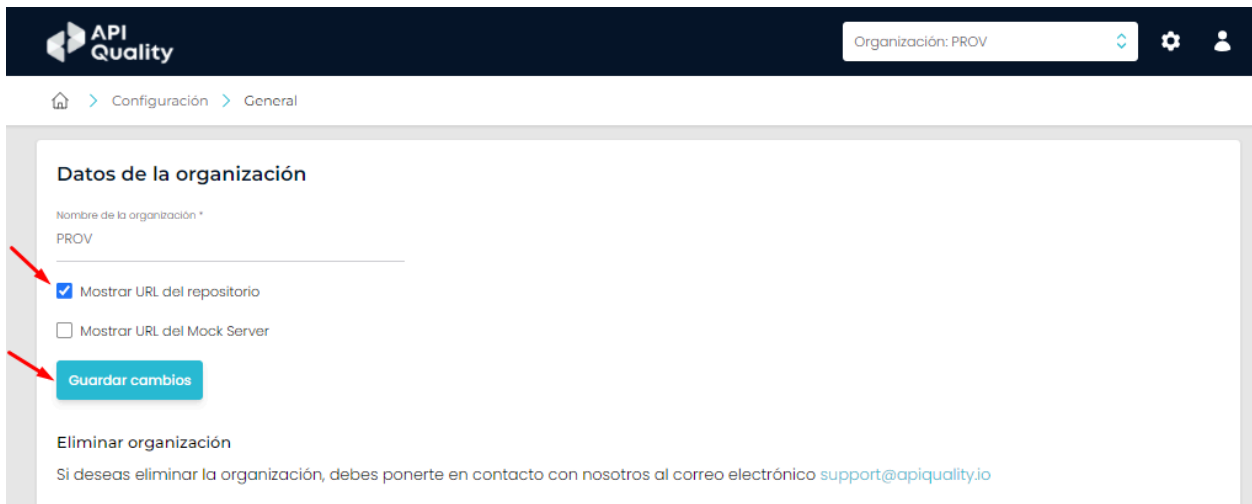 API
Quality
Organización: PROV
Configuración
General
Datos de la organización
Nombre de la organización *
PROV
Mostrar URL del repositorio
Mostrar URL del Mock Server
Guardar cambios
Eliminar organización
Si deseas eliminar la organización, debes ponerte en contacto con nosotros al correo electrónico support@apiquality.io